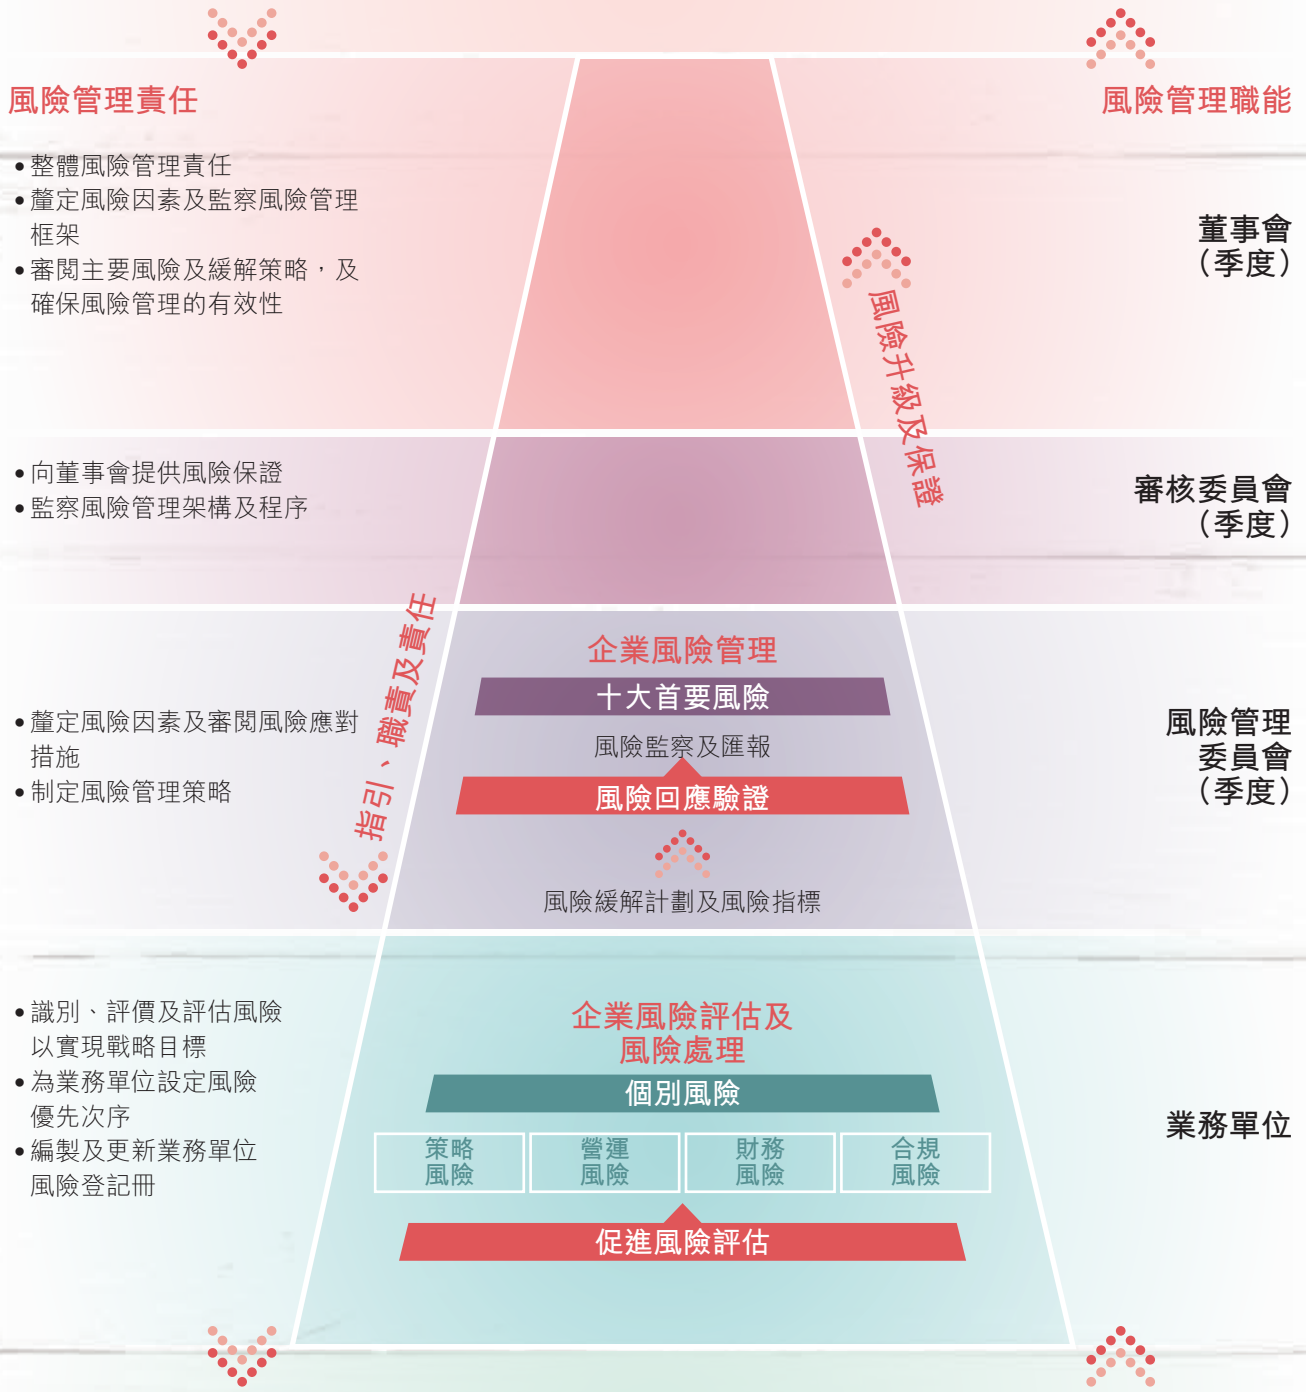 風險管理責任
風險管理職能
• 整體風險管理責任
• 釐定風險因素及監察風險管理
框架
• 審閱主要風險及緩解策略，及
確保風險管理的有效性
董事會
（季度）
風險升級及保證
• 向董事會提供風險保證
• 監察風險管理架構及程序
審核委員會
（季度）
指引、職責及責任
• 釐定風險因素及審閱風險應對
措施
• 制定風險管理策略
企業風險管理
十大首要風險
風險監察及匯報
風險回應驗證
風險緩解計劃及風險指標
風險管理
委員會
（季度）
• 識別、評價及評估風險
以實現戰略目標
• 為業務單位設定風險
優先次序
• 編製及更新業務單位
風險登記冊
企業風險評估及
風險處理
個別風險
策略
風險
營運
風險
財務
風險
合規
風險
促進風險評估
業務單位